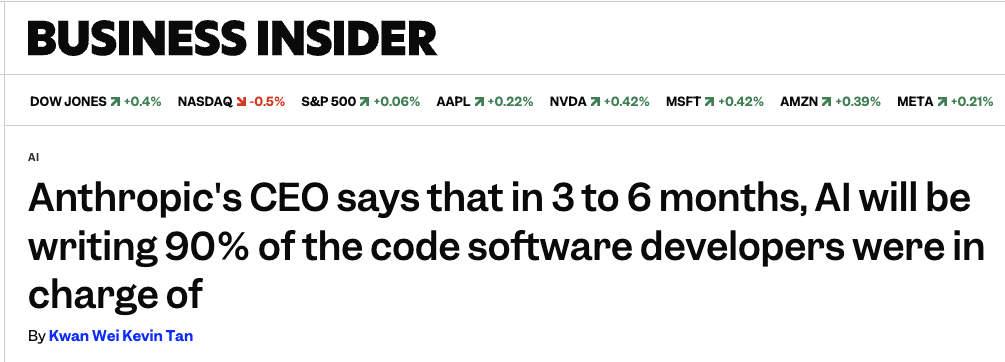 BUSINESS INSIDER
DOW JONES +0.4% NASDAQ -0.5% S&P 500 +0.06% AAPL +0.22% NVDA +0.42% MSFT +0.42% AMZN +0.39% META +0.21%
AI
Anthropic's CEO says that in 3 to 6 months, AI will be
writing 90% of the code software developers were in
charge of
By Kwan Wei Kevin Tan